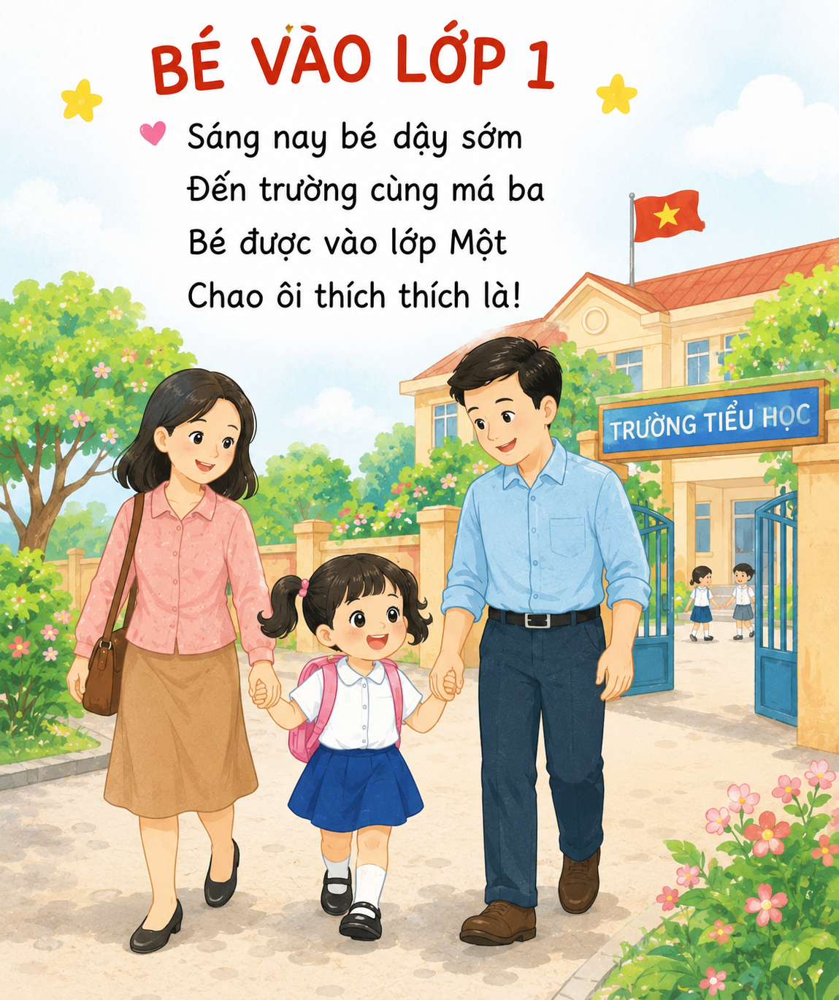 BÉ VÀO LỚP 1
Sáng nay bé dậy sớm
Đến trường cùng má ba
Bé được vào lớp Một
Chao ôi thích thích là!
TRƯỜNG TIỂU HỌC